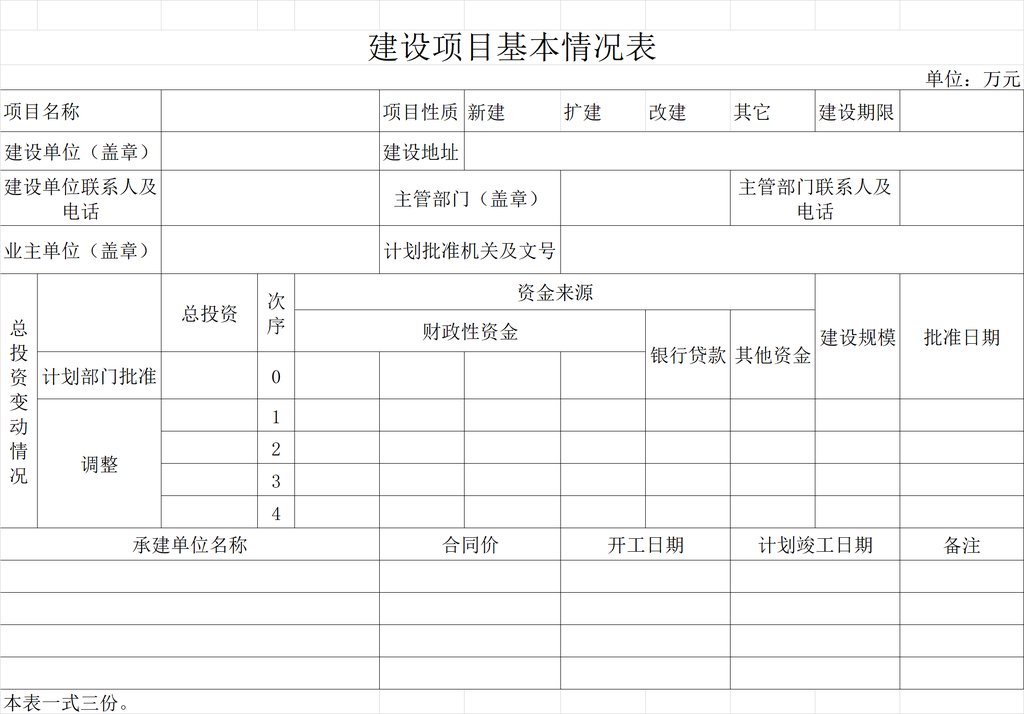 建设项目基本情况表
单位：万元
项目名称 项目性质 新建 扩建 改建 其它 建设期限
建设单位（盖章） 建设地址
建设单位联系人及
电话
主管部门（盖章）
主管部门联系人及
电话
业主单位（盖章） 计划批准机关及文号
总投资变动情况
总投资
次序
资金来源
财政性资金
银行贷款 其他资金
建设规模 批准日期
计划部门批准 0
调整
1
2
3
4
承建单位名称 合同价 开工日期 计划竣工日期 备注
本表一式三份。